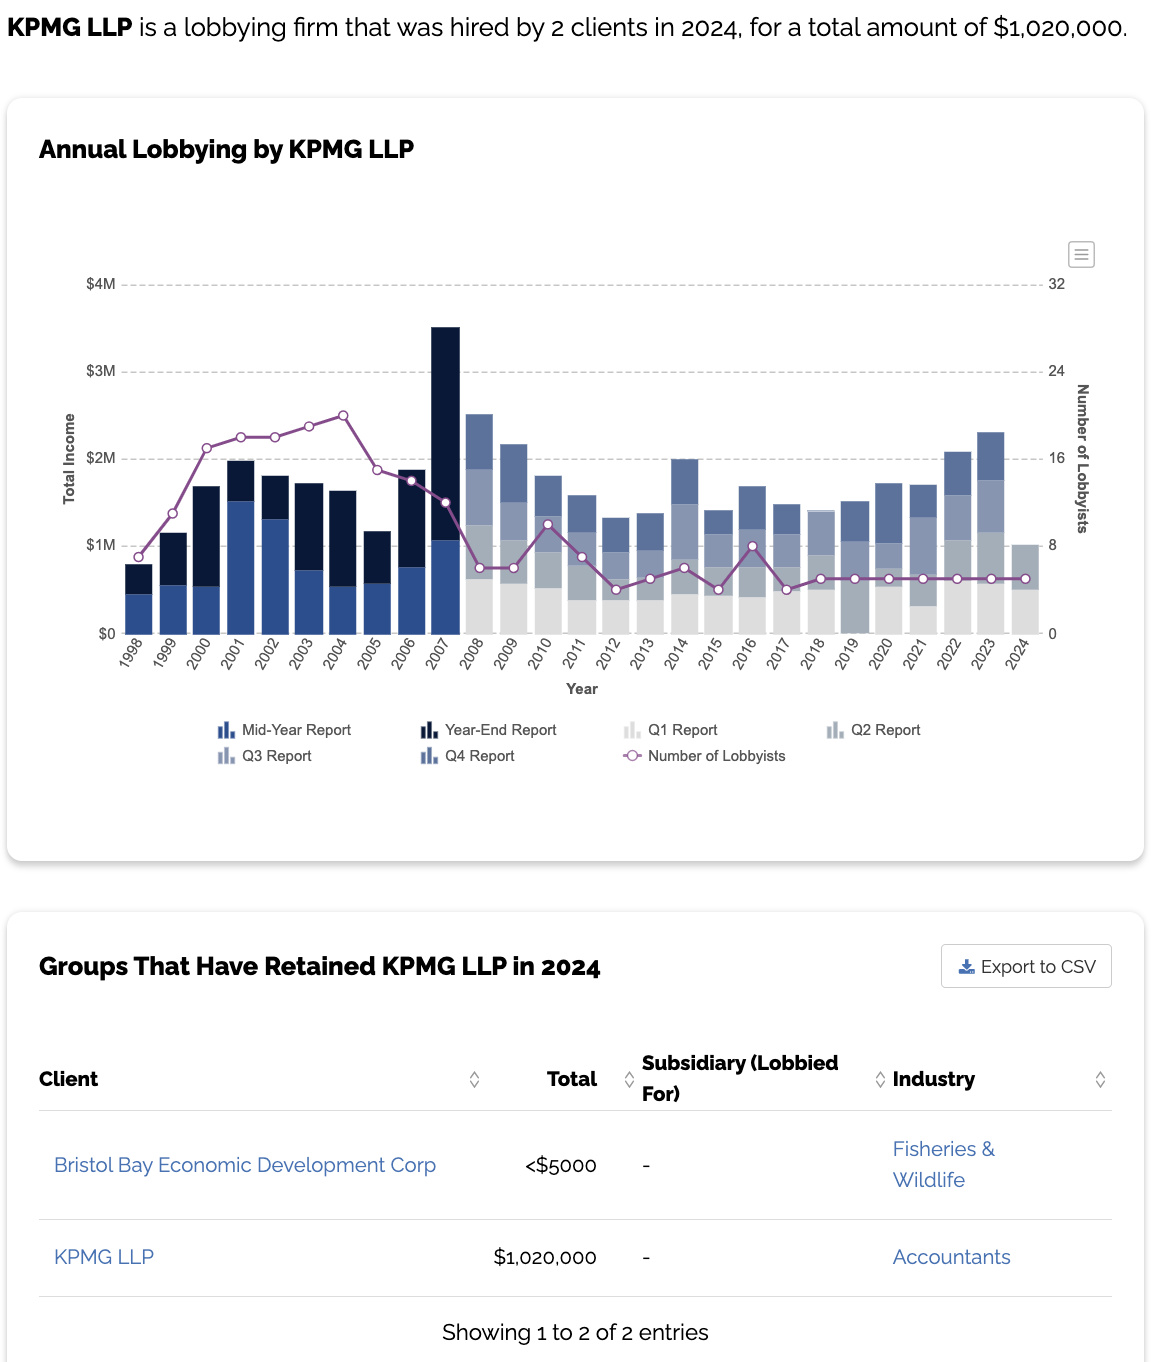 KPMG LLP is a lobbying firm that was hired by 2 clients in 2024, for a total amount of $1,020,000.
Annual Lobbying by KPMG LLP
$4M
$3M
$2M
$1M
$0
Total Income
32
24
16
8
0
Number of Lobbyists
1998 1999 2000 2001 2002 2003 2004 2005 2006 2007 2008 2009 2010 2011 2012 2013 2014 2015 2016 2017 2018 2019 2020 2021 2022 2023 2024
Year
Mid-Year Report Year-End Report Q1 Report Q2 Report
Q3 Report Q4 Report Number of Lobbyists
Groups That Have Retained KPMG LLP in 2024
Export to CSV
Client Total Subsidiary (Lobbied For) Industry
Bristol Bay Economic Development Corp <$5000 - Fisheries & Wildlife
KPMG LLP $1,020,000 - Accountants
Showing 1 to 2 of 2 entries